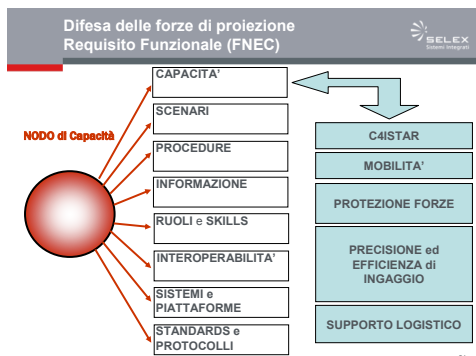 Difesa delle forze di proiezione
Requisito Funzionale (FNEC)
SELEX
Sistemi Integrati
NODO di Capacità
CAPACITA'
SCENARI
PROCEDURE
INFORMAZIONE
RUOLI e SKILLS
INTEROPERABILITA'
SISTEMI e
PIATTAFORME
STANDARDS e
PROTOCOLLI
C4ISTAR
MOBILITA'
PROTEZIONE FORZE
PRECISIONE ed
EFFICIENZA di
INGAGGIO
SUPPORTO LOGISTICO